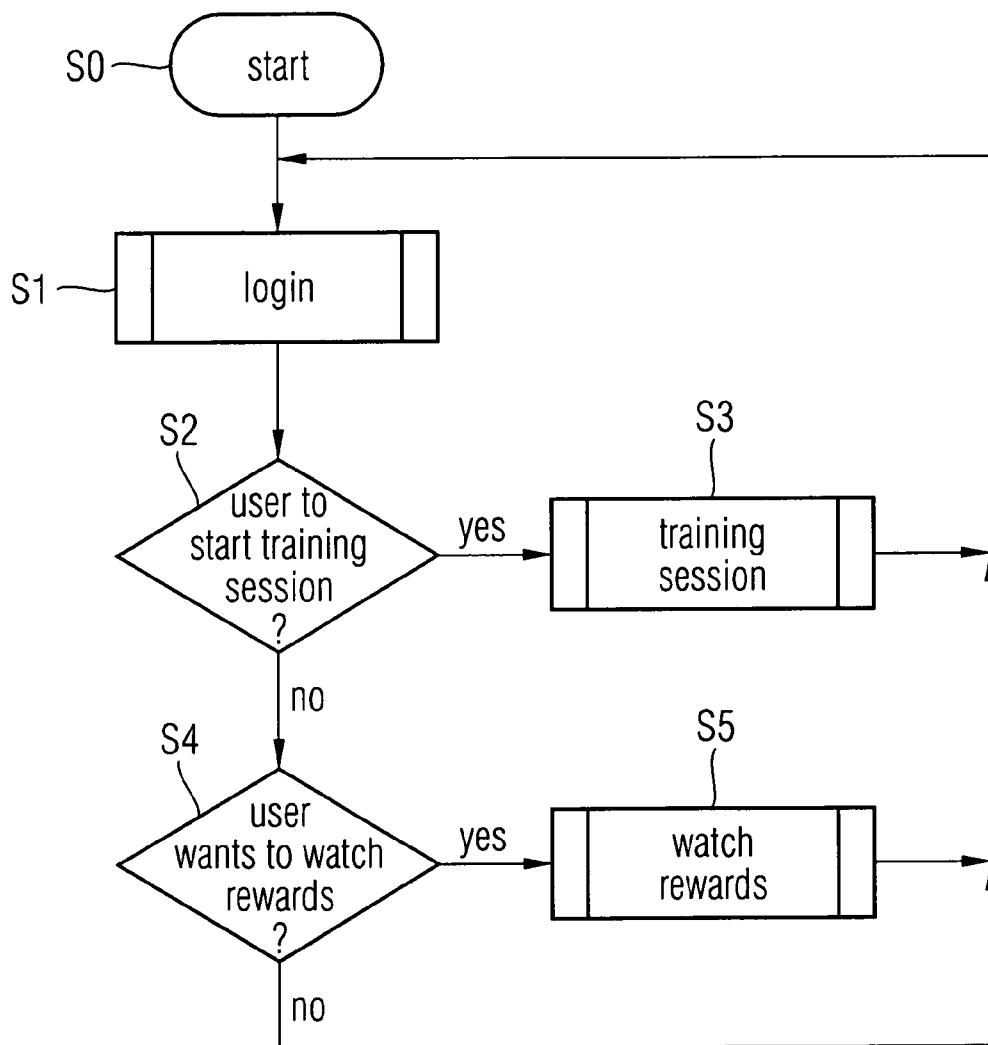 S0
start
S1
login
S2
user to
start training
session
?
yes
S3
training
session
no
S4
user
wants to watch
rewards
?
yes
S5
watch
rewards
no